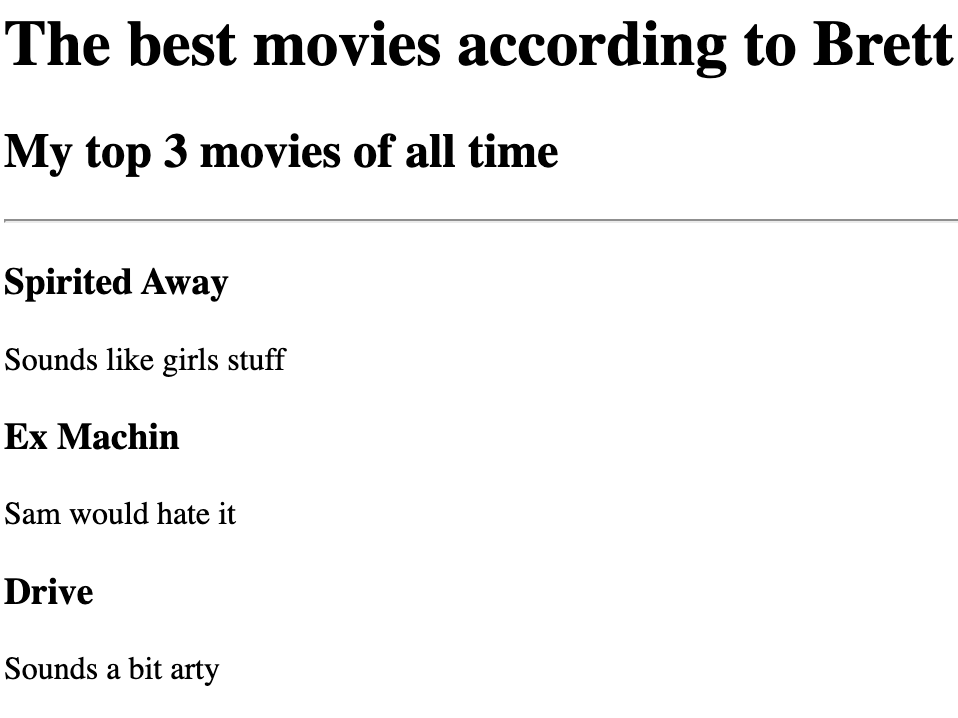 The best movies according to Brett
My top 3 movies of all time
Spirited Away
Sounds like girls stuff
Ex Machin
Sam would hate it
Drive
Sounds a bit arty